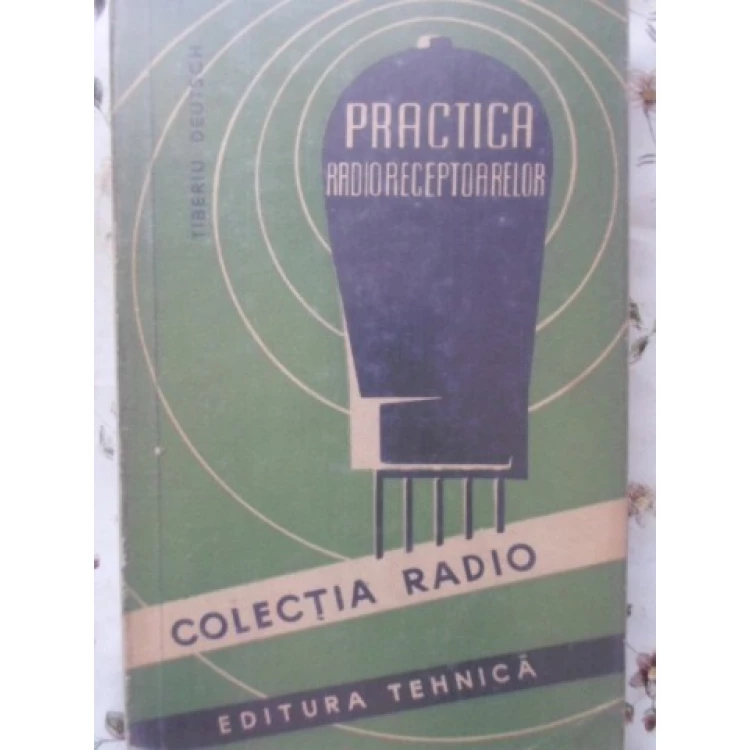 TIBERIU DEUTSCH
PRACTICA
RADIORECEPTOARELOR
COLECȚIA RADIO
EDITURA TEHNICĂ